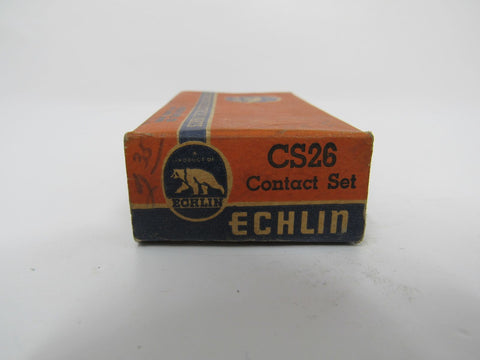 A
PRODUCT OF
ECHLIN
CS26
Contact Set
ECHLIN